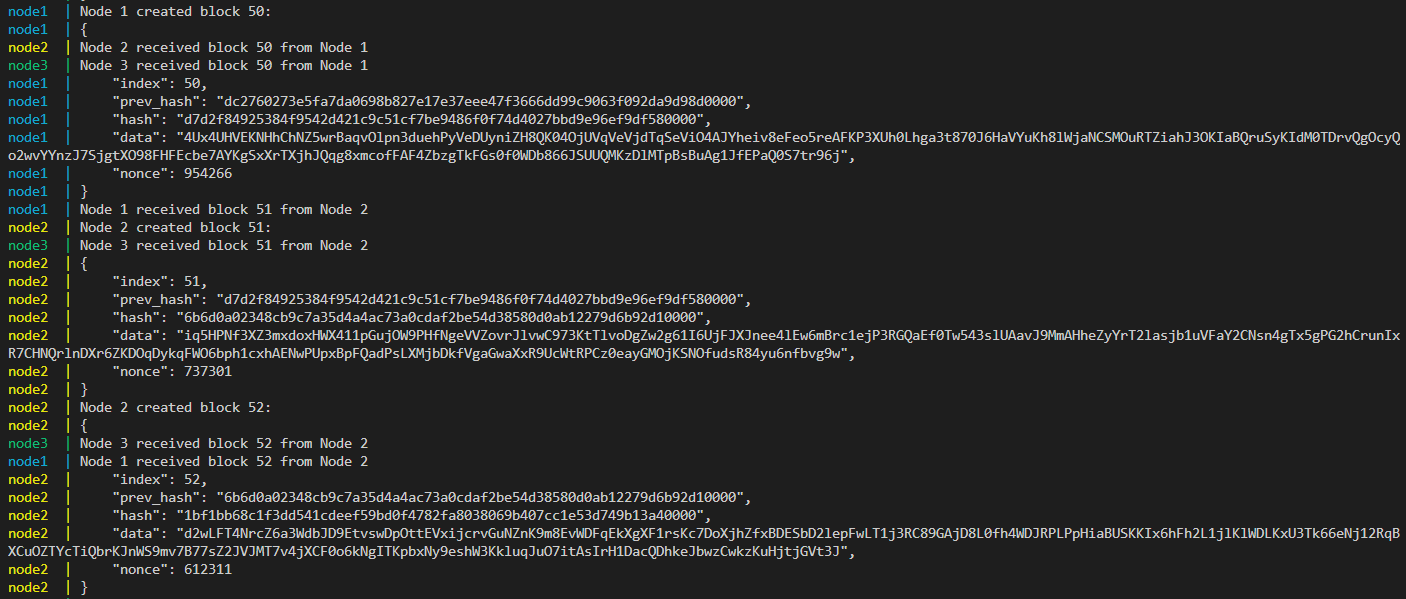 node1  | Node 1 created block 50:
node1  | {
node2  | Node 2 received block 50 from Node 1
node3  | Node 3 received block 50 from Node 1
node1  |     "index": 50,
node1  |     "prev_hash": "dc2760273e5fa7da0698b827e17e37eee47f3666dd99c9063f092da9d98d0000",
node1  |     "hash": "d7d2f84925384f9542d421c9c51cf7be9486f0f74d4027bbd9e96ef9df580000",
node1  |     "data": "4Ux4UHVEKNHhChNZ5wrBaqvOlpn3duehPyVeDUyniZH8QK04OjUVqVeVjdTqSeViO4AJYheiv8eFeo5reAFKP3XUh0Lhga3t870J6HaVYuKh8lWjaNCSMOuRTZiahJ3OKIaBQruSyKIdM0TDrvQgOcyQ
o2wvYYnzJ7SjgtXO98FHFEcbe7AYKgSxXrTXjhJQqg8xmcofFAF4ZbzgTkFGs0f0WDb866JSUUQMKzDlMTpBsBuAg1JfEPaQ0S7tr96j",
node1  |     "nonce": 954266
node1  | }
node1  | Node 1 received block 51 from Node 2
node2  | Node 2 created block 51:
node3  | Node 3 received block 51 from Node 2
node2  | {
node2  |     "index": 51,
node2  |     "prev_hash": "d7d2f84925384f9542d421c9c51cf7be9486f0f74d4027bbd9e96ef9df580000",
node2  |     "hash": "6b6d0a02348cb9c7a35d4a4ac73a0cdaf2be54d38580d0ab12279d6b92d10000",
node2  |     "data": "iq5HPNf3XZ3mxdoxHWX411pGujOW9PHfNgeVVZovrJlvwC973KtTlvoDgZw2g61I6UjFJXJnee4lEw6mBrc1ejP3RGQaEf0Tw543slUAavJ9MmAHheZyYrT2lasjb1uVFaY2CNsn4gTx5gPG2hCrunIx
R7CHNQrlnDXr6ZKDOqDykqFWO6bph1cxhAENwPUpxBpFQadPsLXMjbDkfVgaGwaXxR9UcWtRPCz0eayGMOjKSNOfudsR84yu6nfbvg9w",
node2  |     "nonce": 737301
node2  | }
node2  | Node 2 created block 52:
node2  | {
node3  | Node 3 received block 52 from Node 2
node1  | Node 1 received block 52 from Node 2
node2  |     "index": 52,
node2  |     "prev_hash": "6b6d0a02348cb9c7a35d4a4ac73a0cdaf2be54d38580d0ab12279d6b92d10000",
node2  |     "hash": "1bf1bb68c1f3dd541cdeef59bd0f4782fa8038069b407cc1e53d749b13a40000",
node2  |     "data": "d2wLFT4NrcZ6a3WdbJD9EtvswDpOttEVxijcrvGuNZnK9m8EvWDFqEkXgXF1rsKc7DoXjhZfxBDESbD2lepFwLT1j3RC89GAjD8L0fh4WDJRPLPpHiaBUSKKIx6hFh2L1jlKlWDLKxU3Tk66eNj12RqB
XCuOZTYcTiQbrKJnWS9mv7B77sZ2JVJMT7v4jXCF0o6kNgITKpbxNy9eshW3KkluqJuO7itAsIrH1DacQDhkeJbwzCwkzKuHjtjGVt3J",
node2  |     "nonce": 612311
node2  | }